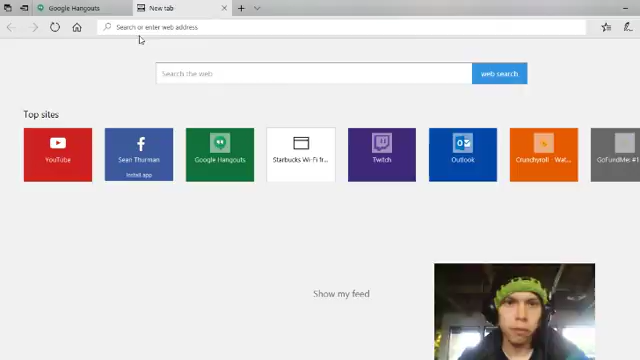 Google Hangouts
New tab
Search or enter web address
Search the web
web search
Top sites
YouTube
Sean Thurman
Install app
Google Hangouts
Starbucks Wi-Fi fr...
Twitch
Outlook
Crunchyroll - Wat...
GoFundMe: #1
Show my feed